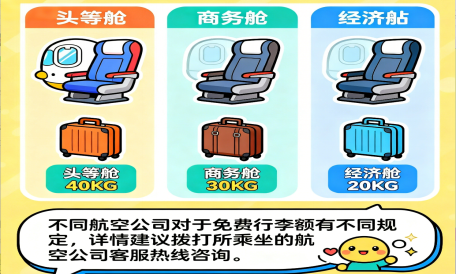 头等舱 商务舱 经济鲇
头等舱 商务舱 经济舱
40KG 30KG 20KG
不同航空公司对于免费行李额有不同规
定，详情建议拨打所乘坐的航
空公司客服热线咨询。